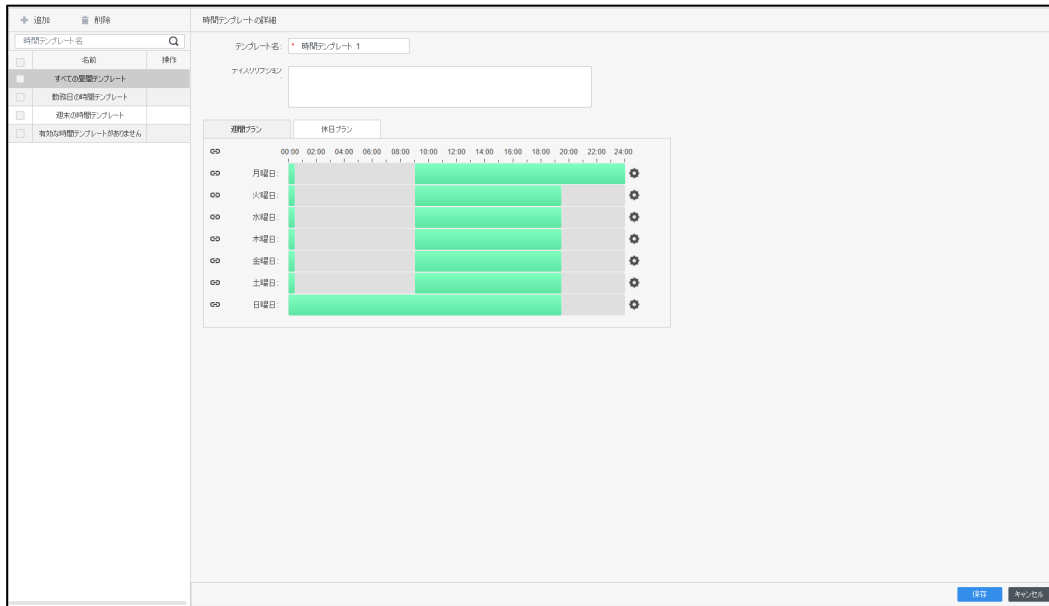 追加 削除
時間テンプレート名
名前 操作
すべての愛間テンプレート
勤務日の時間テンプレート
週末の時間テンプレート
有効な時間テンプレートがありません
時間テンプレートの詳細
テンプレート名: * 時間テンプレート 1
ディスクリプション:
週間プラン 休日プラン
00:00 02:00 04:00 06:00 08:00 10:00 12:00 14:00 16:00 18:00 20:00 22:00 24:00
月曜日:
火曜日:
水曜日:
木曜日:
金曜日:
土曜日:
日曜日:
保存 キャンセル